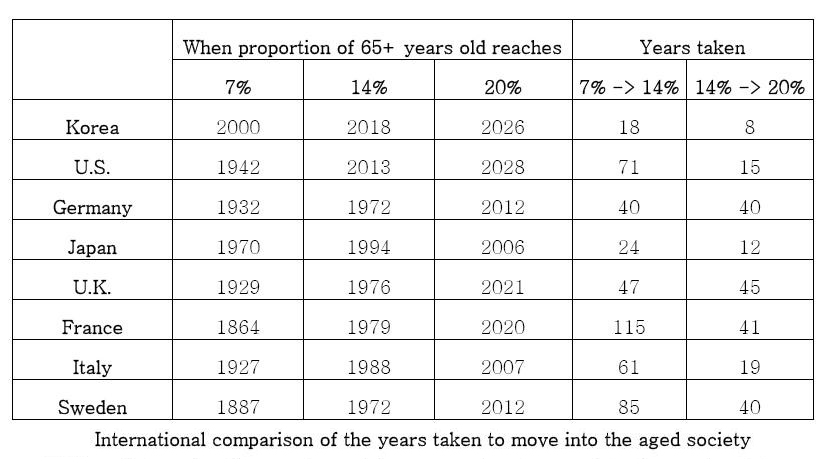 When proportion of 65+ years old reaches Years taken
7% 14% 20% 7% -> 14% 14% -> 20%
Korea 2000 2018 2026 18 8
U.S. 1942 2013 2028 71 15
Germany 1932 1972 2012 40 40
Japan 1970 1994 2006 24 12
U.K. 1929 1976 2021 47 45
France 1864 1979 2020 115 41
Italy 1927 1988 2007 61 19
Sweden 1887 1972 2012 85 40
International comparison of the years taken to move into the aged society